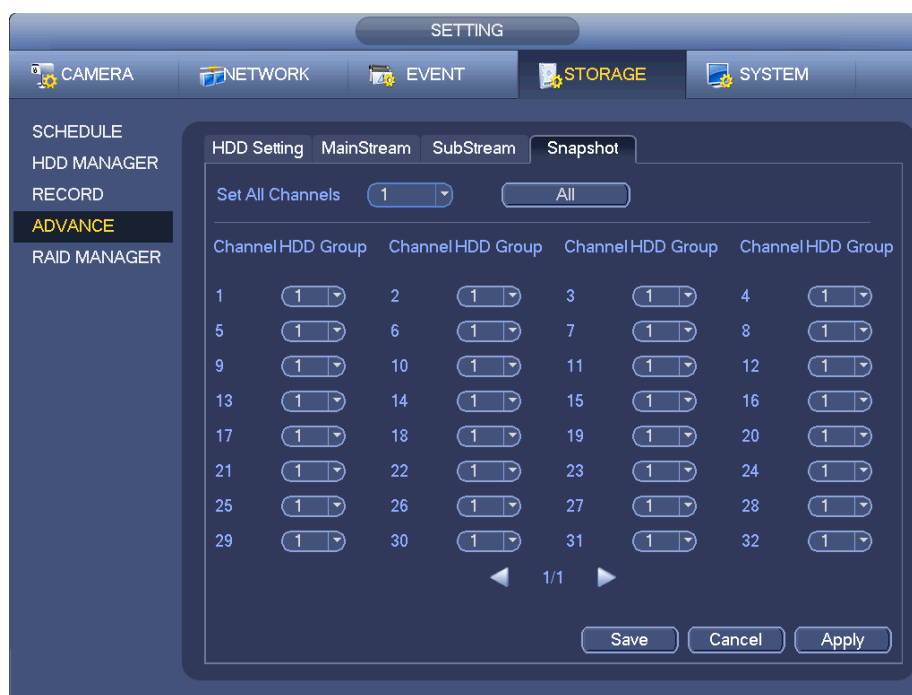 SETTING
CAMERA NETWORK EVENT STORAGE SYSTEM
SCHEDULE
HDD MANAGER
RECORD
ADVANCE
RAID MANAGER
HDD Setting MainStream SubStream Snapshot
Set All Channels 1 All
Channel HDD Group Channel HDD Group Channel HDD Group Channel HDD Group
1 1 2 1 3 1 4 1
5 1 6 1 7 1 8 1
9 1 10 1 11 1 12 1
13 1 14 1 15 1 16 1
17 1 18 1 19 1 20 1
21 1 22 1 23 1 24 1
25 1 26 1 27 1 28 1
29 1 30 1 31 1 32 1
1/1
Save Cancel Apply